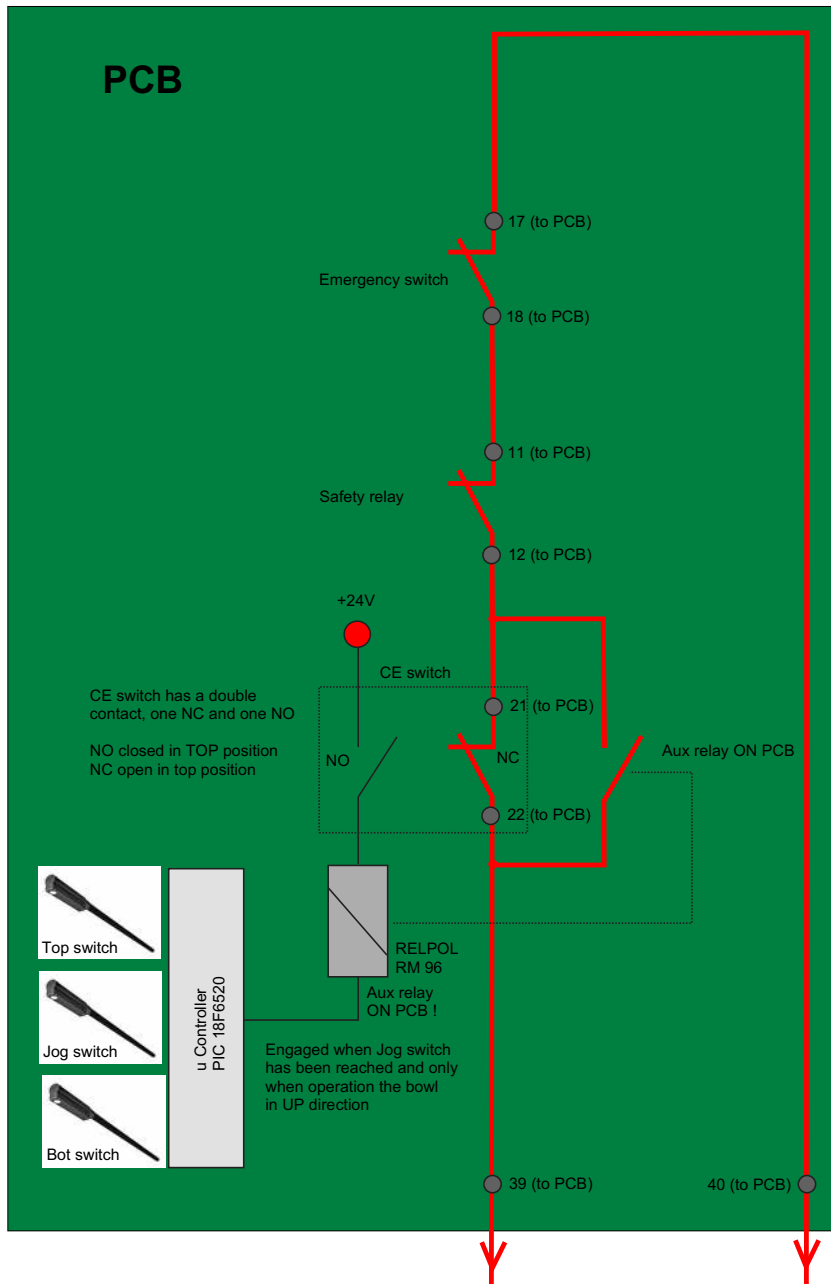 PCB
17 (to PCB)
Emergency switch
18 (to PCB)
11 (to PCB)
Safety relay
12 (to PCB)
+24V
CE switch
CE switch has a double
contact, one NC and one NO
NO closed in TOP position
NC open in top position
21 (to PCB)
NO
NC
Aux relay ON PCB
22 (to PCB)
Top switch
Jog switch
Bot switch
u Controller
PIC 18F6520
RELPOL
RM 96
Aux relay
ON PCB !
Engaged when Jog switch
has been reached and only
when operation the bowl
in UP direction
39 (to PCB)
40 (to PCB)